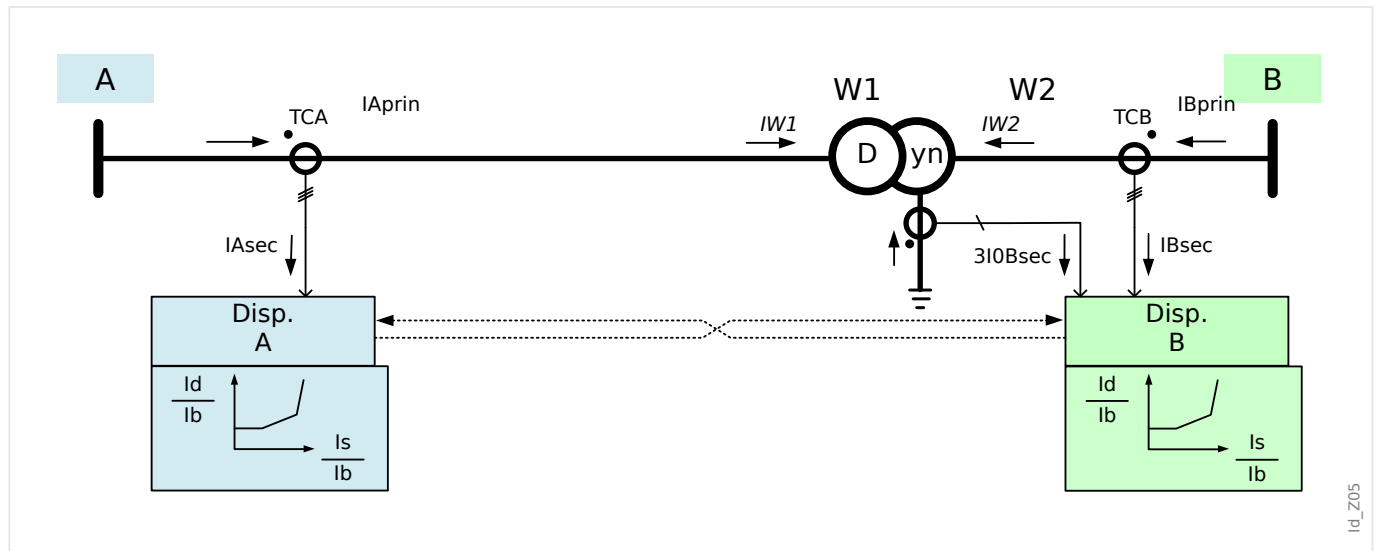 A
B
W1
W2
TCA
IAprin
IW1
IW2
TCB
IBprin
D
yn
IAsec
3I0Bsec
IBsec
Disp.
A
Disp.
B
Id
Ib
Is
Ib
Id
Ib
Is
Ib
Id_Z05